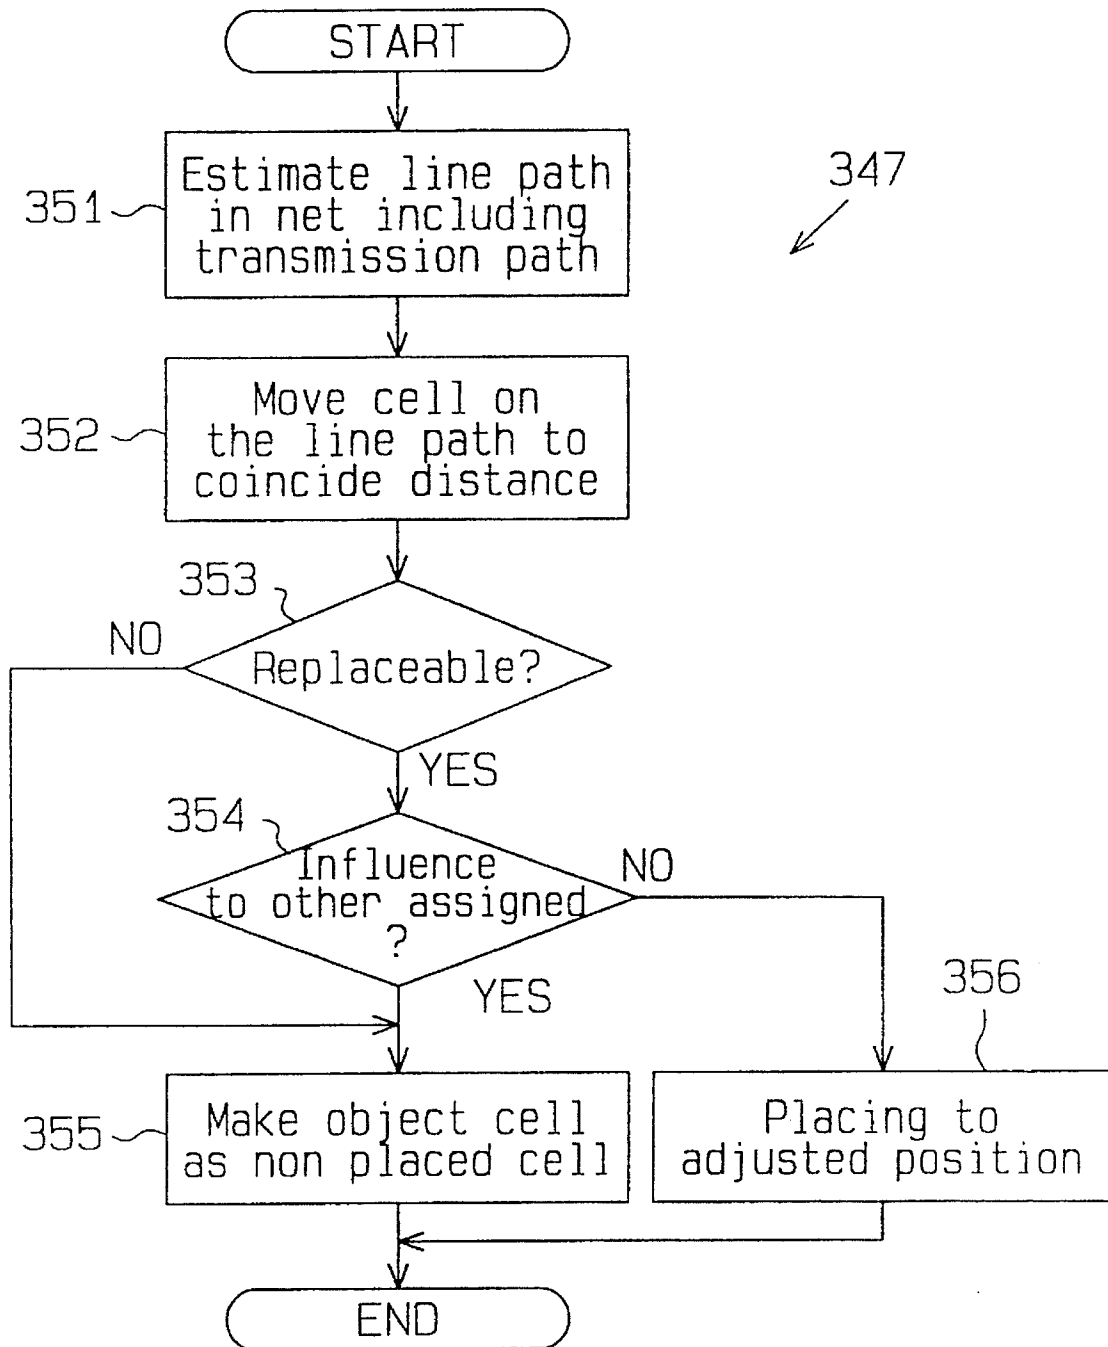 START
347
351
Estimate line path
in net including
transmission path
352
Move cell on
the line path to
coincide distance
353
NO
Replaceable?
YES
354
Influence
to other assigned
?
NO
YES
356
355
Make object cell
as non placed cell
Placing to
adjusted position
END